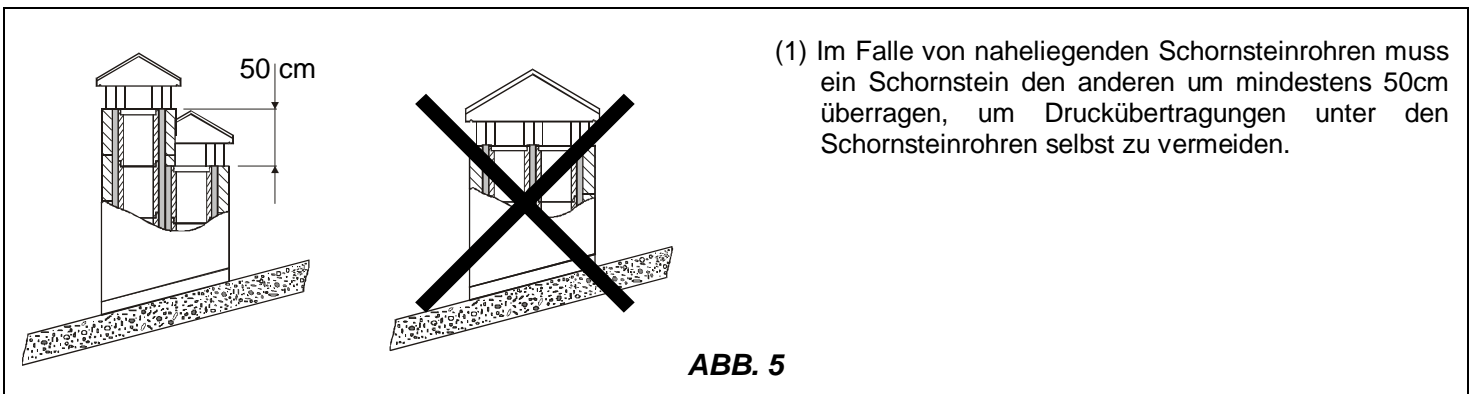 50 cm
(1) Im Falle von naheliegenden Schornsteinrohren muss
ein Schornstein den anderen um mindestens 50cm
überragen, um Druckübertragungen unter den
Schornsteinrohren selbst zu vermeiden.
ABB. 5